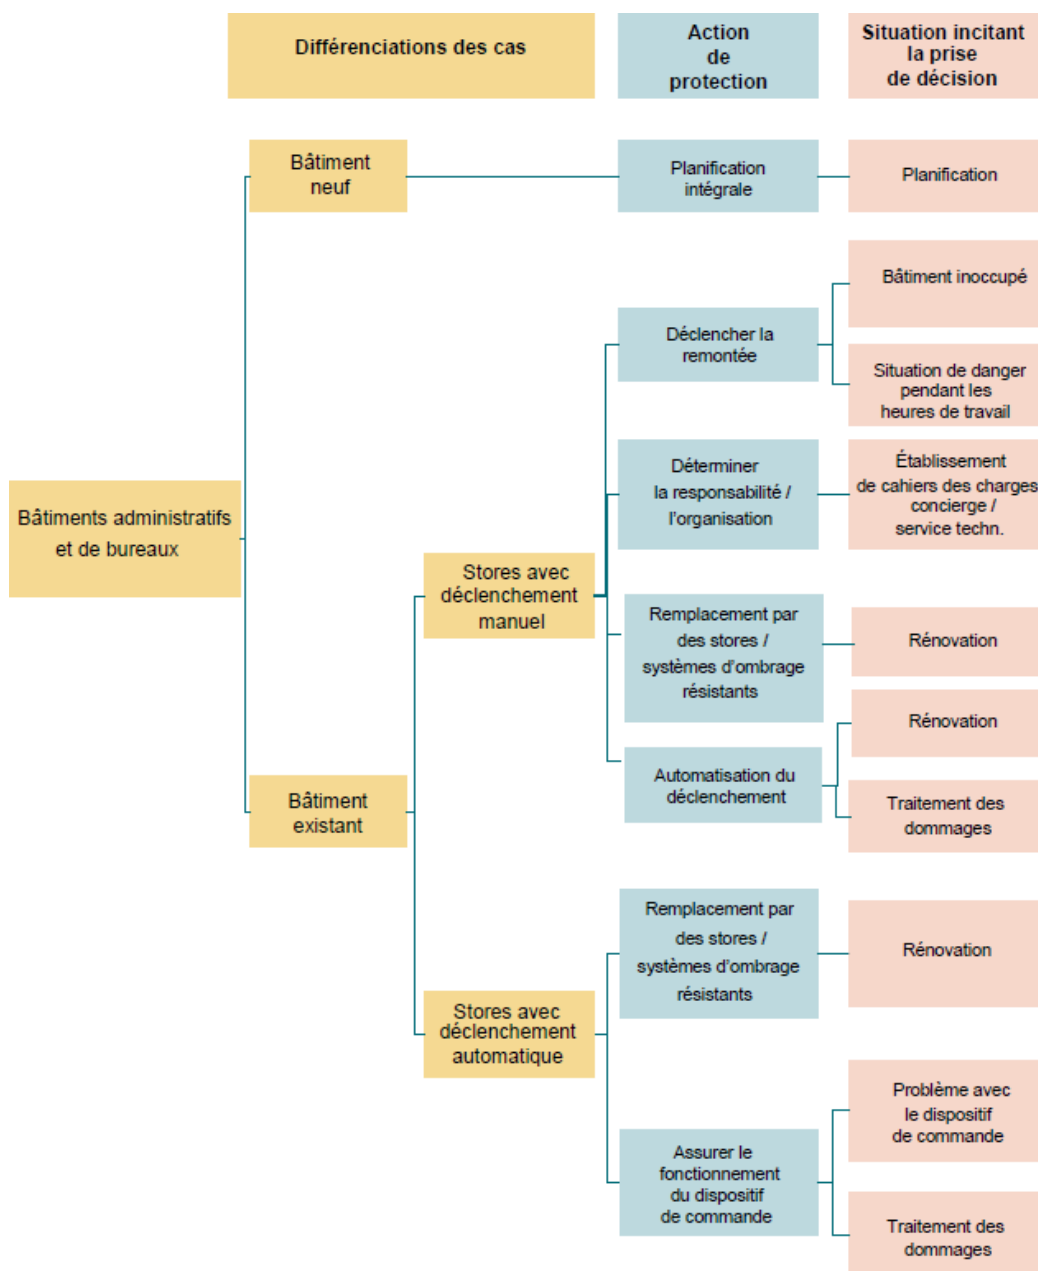 Différenciations des cas
Action
de
protection
Situation incitant
la prise
de décision
Bâtiment
neuf
Planification
intégrale
Planification
Bâtiment inoccupé
Déclencher la
remontée
Situation de danger
pendant les
heures de travail
Déterminer
la responsabilité /
l'organisation
Établissement
de cahiers des charges
concierge /
service techn.
Bâtiments administratifs
et de bureaux
Stores avec
déclenchement
manuel
Remplacement par
des stores /
systèmes d'ombrage
résistants
Rénovation
Rénovation
Automatisation du
déclenchement
Traitement des
dommages
Bâtiment
existant
Remplacement par
des stores /
systèmes d'ombrage
résistants
Rénovation
Stores avec
déclenchement
automatique
Problème avec
le dispositif
de commande
Assurer le
fonctionnement
du dispositif
de commande
Traitement des
dommages